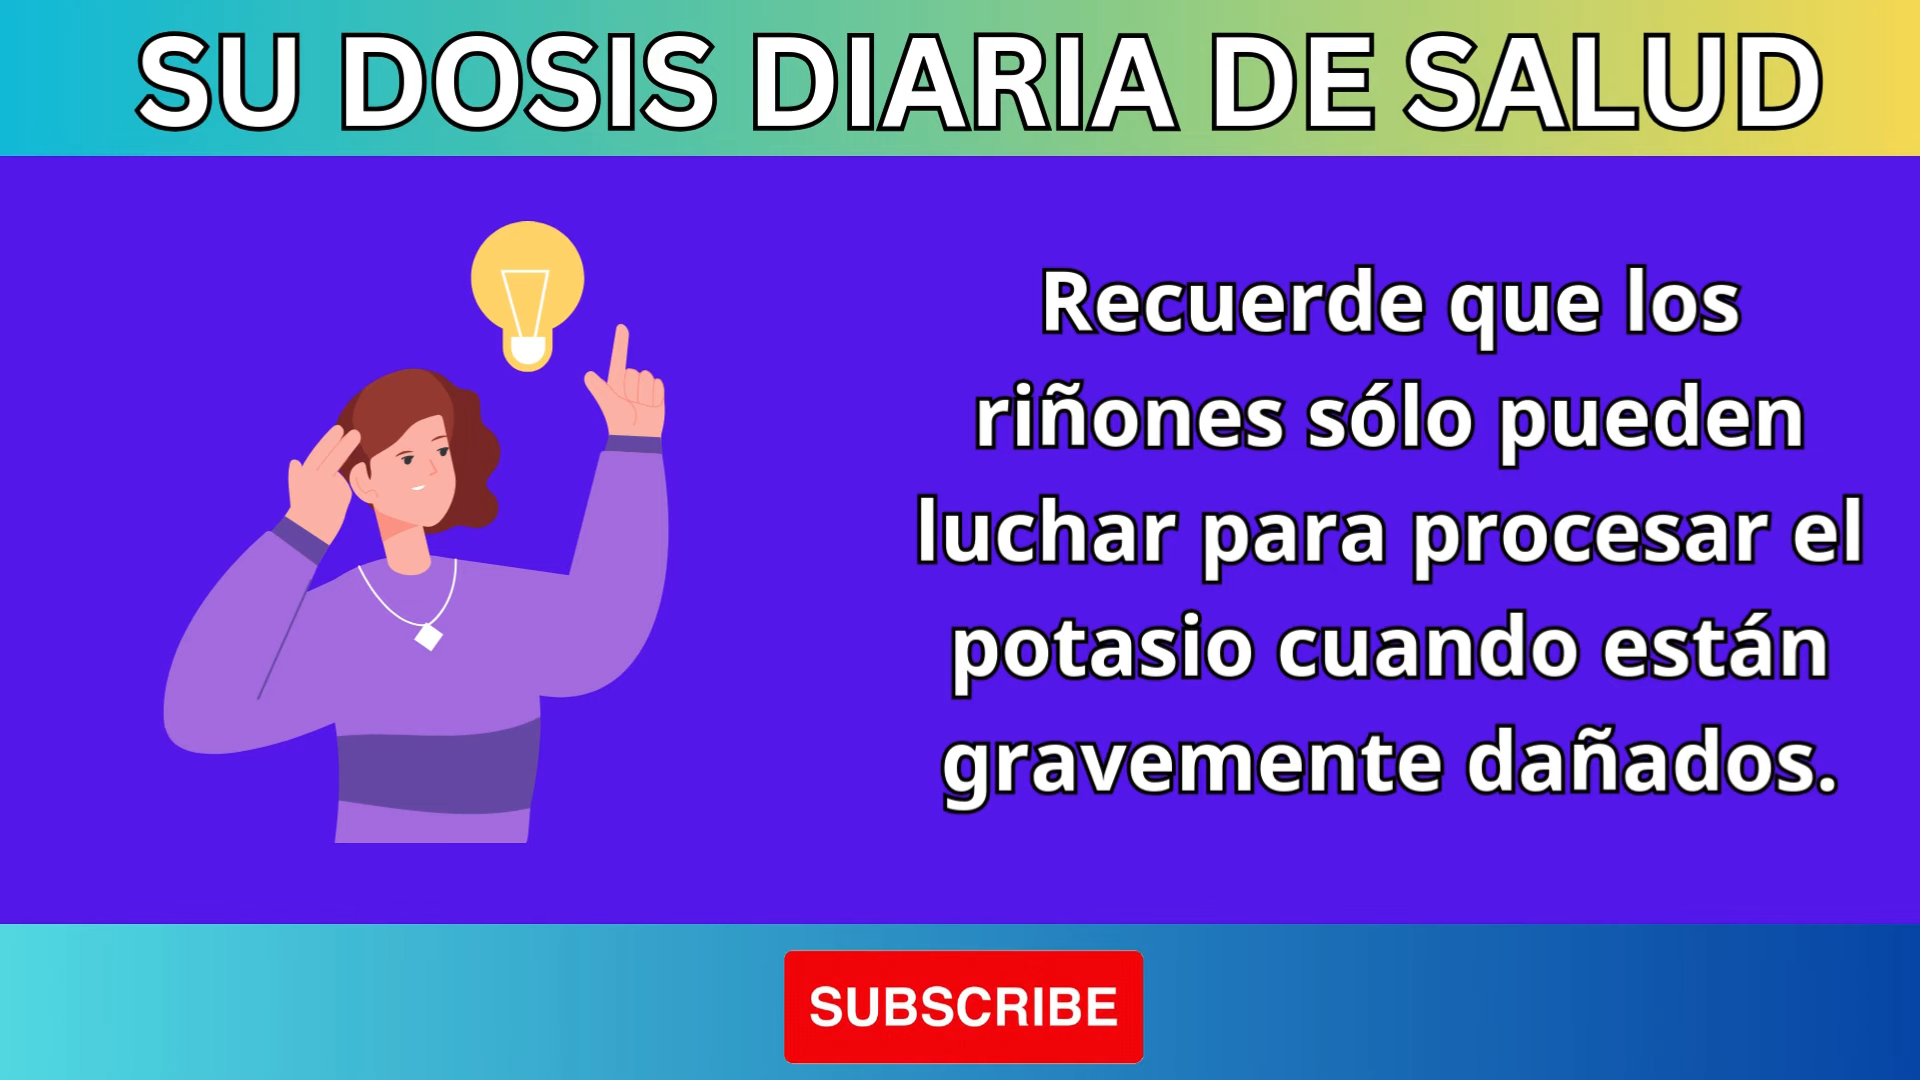 SU DOSIS DIARIA DE SALUD
Recuerde que los
riñones sólo pueden
luchar para procesar el
potasio cuando están
gravemente dañados.
SUBSCRIBE